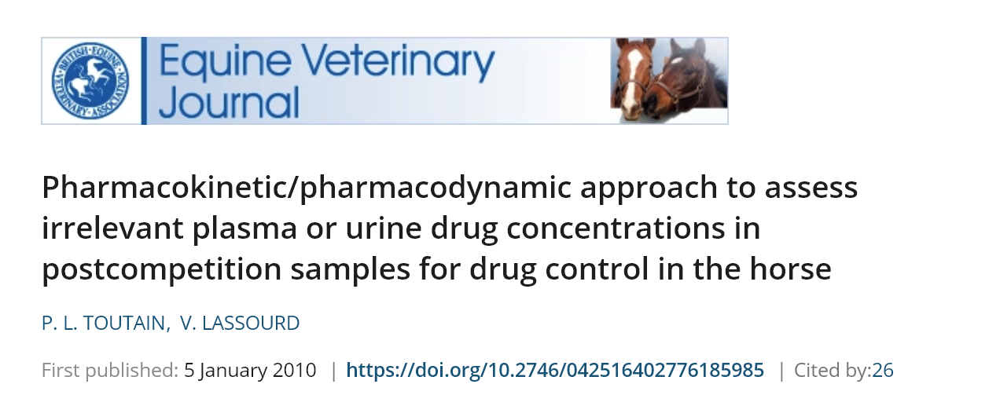 BRITISH·EQUINE·VETERINARY·ASSOCIATION
Equine Veterinary
Journal
Pharmacokinetic/pharmacodynamic approach to assess
irrelevant plasma or urine drug concentrations in
postcompetition samples for drug control in the horse
P. L. TOUTAIN, V. LASSOURD
First published: 5 January 2010 | https://doi.org/10.2746/042516402776185985 | Cited by:26